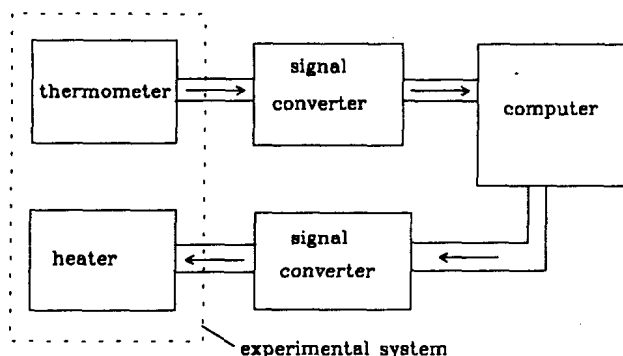 thermometer
signal
converter
computer
heater
signal
converter
experimental system